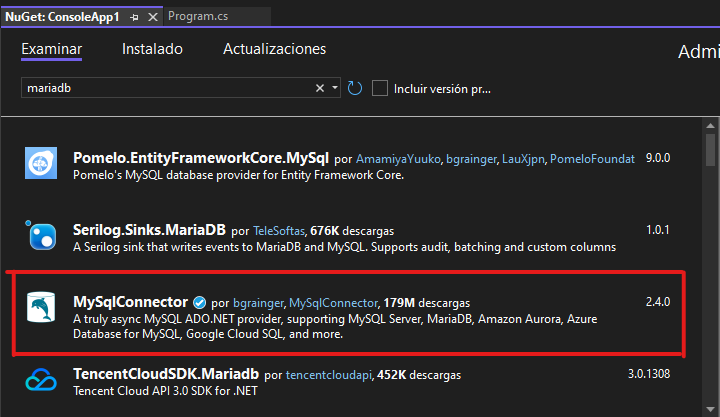 NuGet: ConsoleApp1
Program.cs
Examinar Instalado Actualizaciones Admi
mariadb Incluir versión pr...
Pomelo.EntityFrameworkCore.MySql por AmamiyaYuuko, bgrainger, LauXjpn, PomeloFoundat 9.0.0
Pomelo's MySQL database provider for Entity Framework Core.
Serilog.Sinks.MariaDB por TeleSoftas, 676K descargas 1.0.1
A Serilog sink that writes events to MariaDB and MySQL. Supports audit, batching and custom columns
MySqlConnector por bgrainger, MySqlConnector, 179M descargas 2.4.0
A truly async MySQL ADO.NET provider, supporting MySQL Server, MariaDB, Amazon Aurora, Azure
Database for MySQL, Google Cloud SQL, and more.
TencentCloudSDK.Mariadb por tencentcloudapi, 452K descargas 3.0.1308
Tencent Cloud API 3.0 SDK for .NET